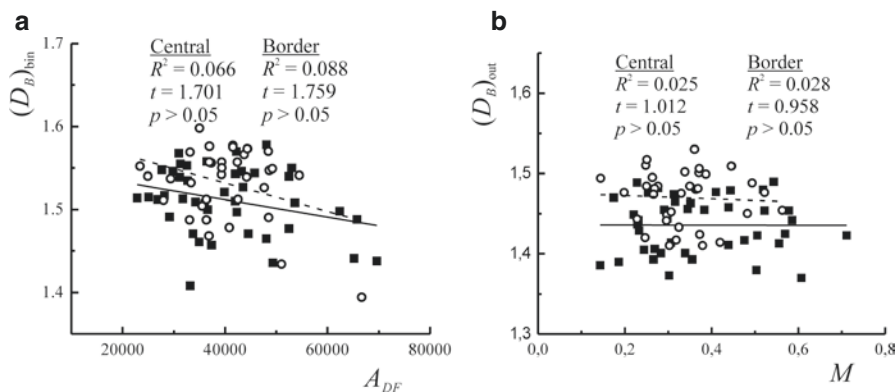 a
(D_B)_bin
1.7
1.6
1.5
1.4
Central Border
R² = 0.066 R² = 0.088
t = 1.701 t = 1.759
p > 0.05 p > 0.05
20000 40000 60000 80000
A_DF
b
(D_B)_out
1,6
1,5
1,4
1,3
Central Border
R² = 0.025 R² = 0.028
t = 1.012 t = 0.958
p > 0.05 p > 0.05
0,0 0,2 0,4 0,6 0,8
M